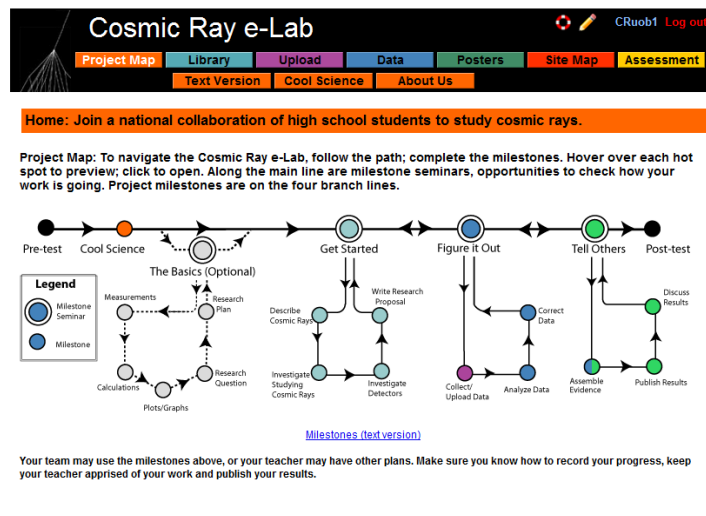 Cosmic Ray e-Lab
CRuob1 Log out
Project Map Library Upload Data Posters Site Map Assessment
Text Version Cool Science About Us
Home: Join a national collaboration of high school students to study cosmic rays.
Project Map: To navigate the Cosmic Ray e-Lab, follow the path; complete the milestones. Hover over each hot
spot to preview; click to open. Along the main line are milestone seminars, opportunities to check how your
work is going. Project milestones are on the four branch lines.
Pre-test Cool Science Get Started Figure it Out Tell Others Post-test
The Basics (Optional)
Legend
Milestone
Seminar
Milestone
Measurements
Research
Plan
Calculations
Plots/Graphs
Research
Question
Describe
Cosmic Rays
Write Research
Proposal
Investigate
Studying
Cosmic Rays
Investigate
Detectors
Correct
Data
Collect/
Upload Data
Analyze Data
Discuss
Results
Assemble
Evidence
Publish Results
Milestones (text version)
Your team may use the milestones above, or your teacher may have other plans. Make sure you know how to record your progress, keep
your teacher apprised of your work and publish your results.